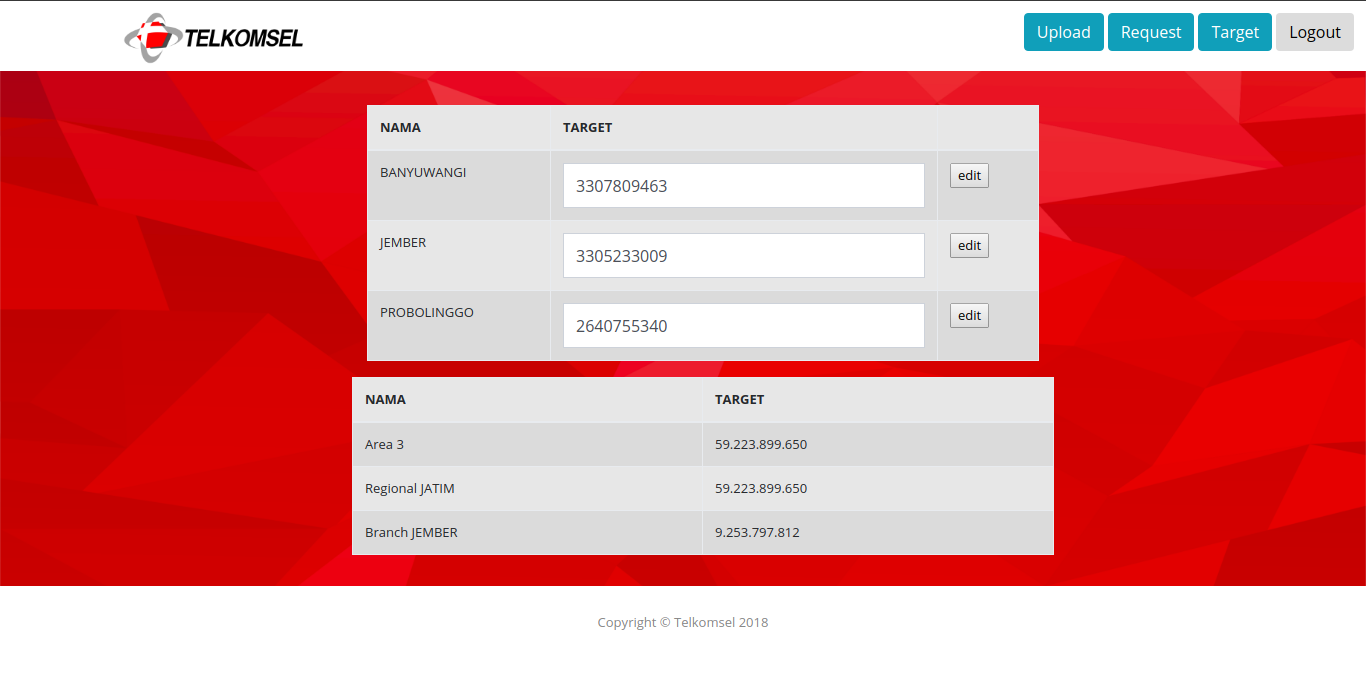 TELKOMSEL
Upload Request Target Logout
NAMA TARGET
BANYUWANGI 3307809463 edit
JEMBER 3305233009 edit
PROBOLINGGO 2640755340 edit
NAMA TARGET
Area 3 59.223.899.650
Regional JATIM 59.223.899.650
Branch JEMBER 9.253.797.812
Copyright © Telkomsel 2018